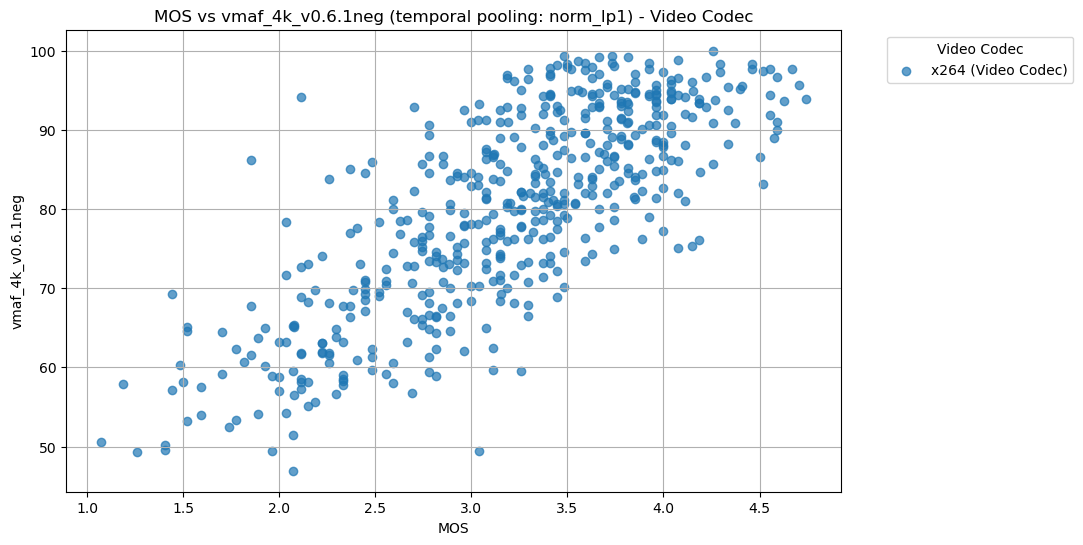 MOS vs vmaf_4k_v0.6.1neg (temporal pooling: norm_lp1) - Video Codec
Video Codec
x264 (Video Codec)
vmaf_4k_v0.6.1neg
100
90
80
70
60
50
1.0 1.5 2.0 2.5 3.0 3.5 4.0 4.5
MOS